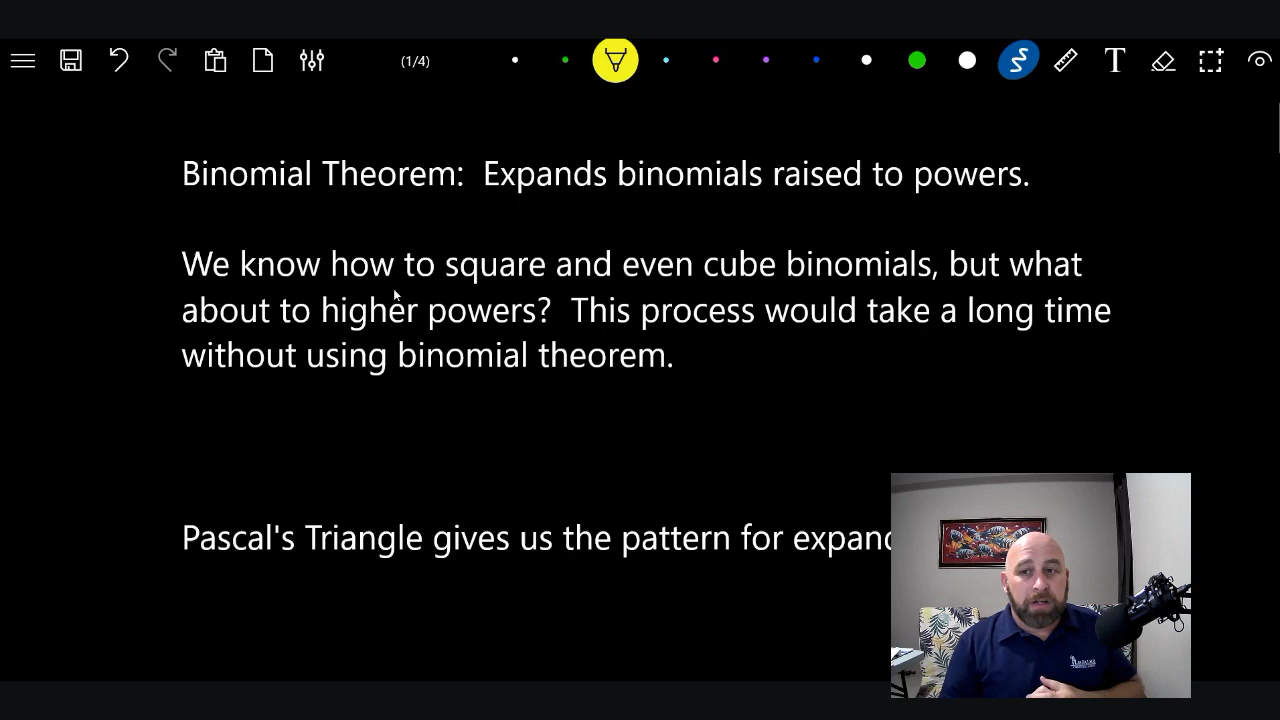 (1/4)
T
Binomial Theorem: Expands binomials raised to powers.
We know how to square and even cube binomials, but what
about to higher powers? This process would take a long time
without using binomial theorem.
Pascal's Triangle gives us the pattern for